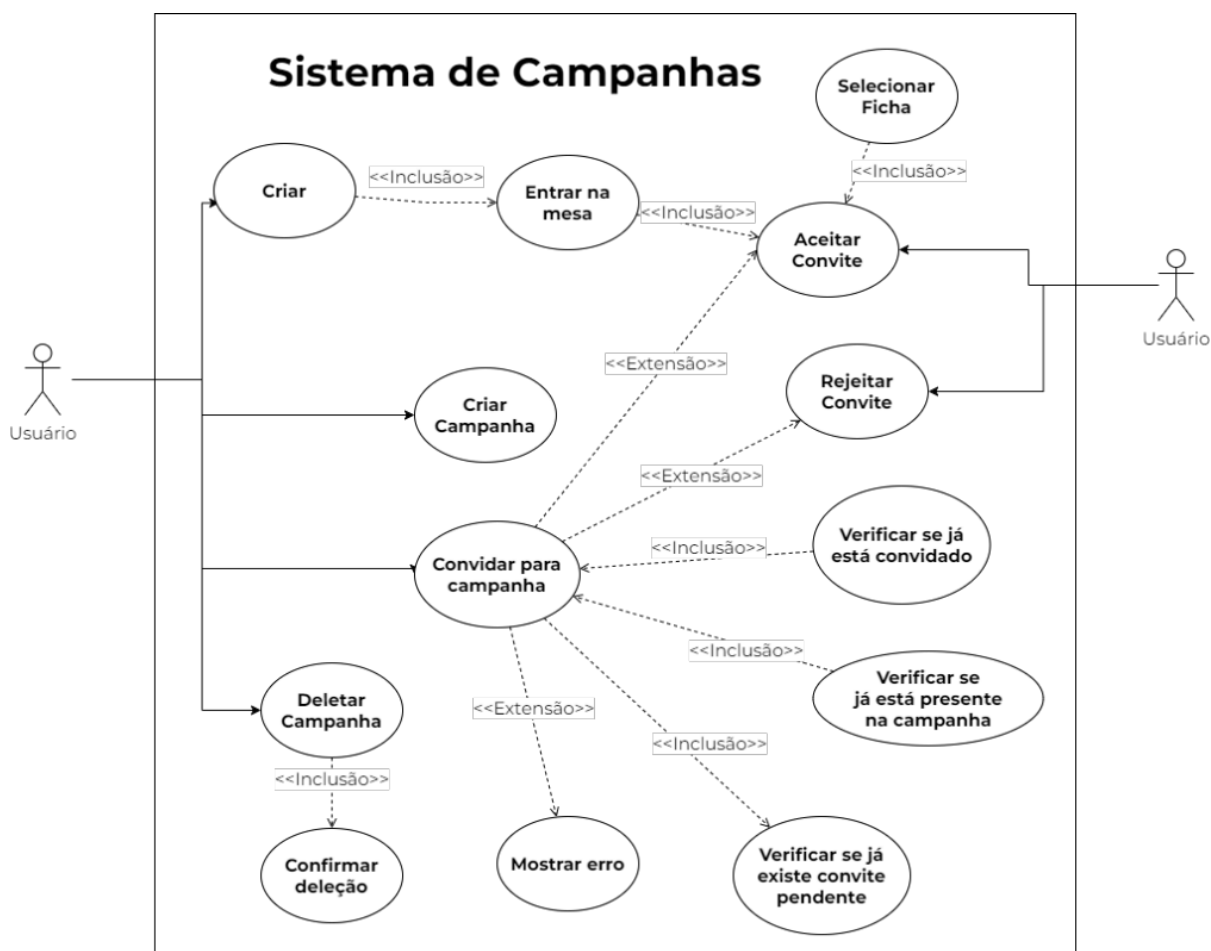 Sistema de Campanhas
Selecionar
Ficha
<<Inclusão>>
Criar
<<Inclusão>>
Entrar na
mesa
<<Inclusão>>
Aceitar
Convite
Usuário
<<Extensão>>
Rejeitar
Convite
Usuário
Criar
Campanha
<<Extensão>>
Convidar para
campanha
<<Inclusão>>
Verificar se já
está convidado
<<Inclusão>>
Verificar se
já está presente
na campanha
Deletar
Campanha
<<Extensão>>
<<Inclusão>>
<<Inclusão>>
Confirmar
deleção
Mostrar erro
Verificar se já
existe convite
pendente